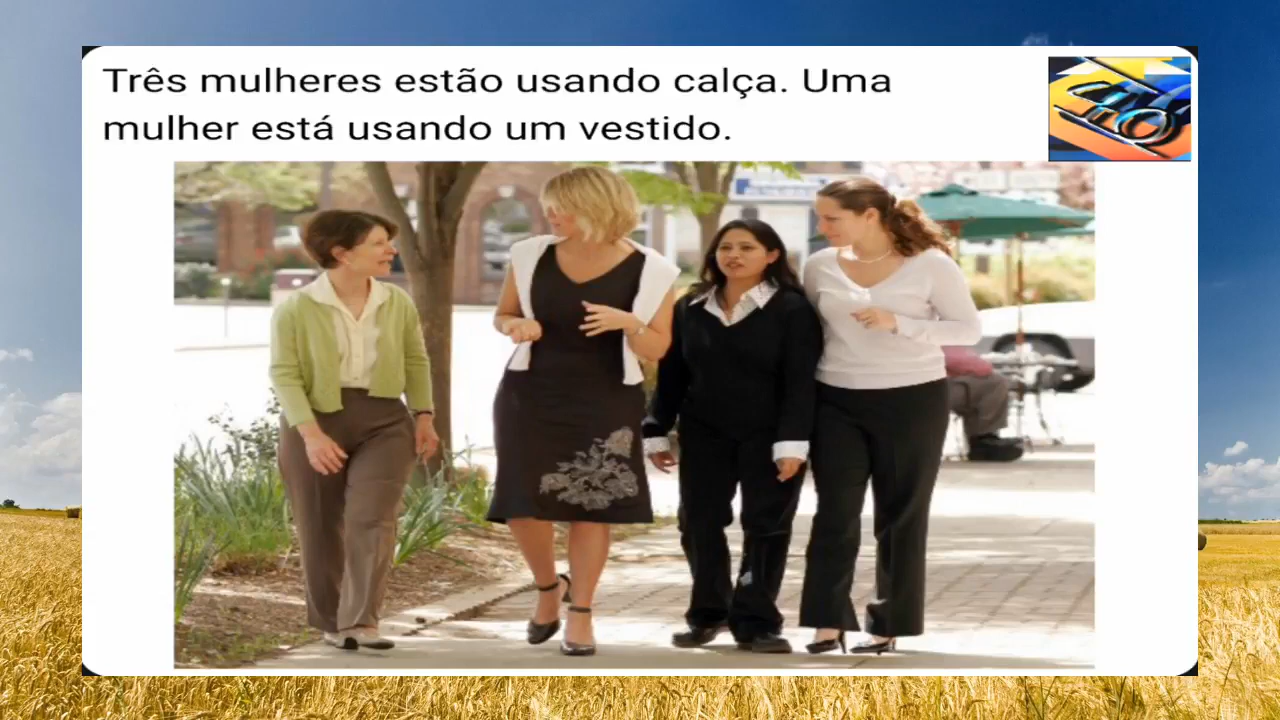 Três mulheres estão usando calça. Uma
mulher está usando um vestido.